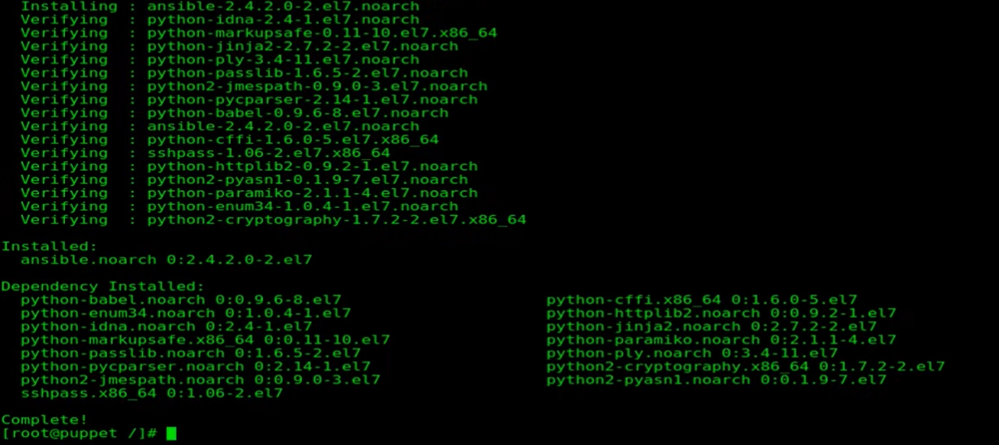 Installing : ansible-2.4.2.0-2.el7.noarch
Verifying : python-idna-2.4-1.el7.noarch
Verifying : python-markupsafe-0.11-10.el7.x86_64
Verifying : python-jinja2-2.7.2-2.el7.noarch
Verifying : python-ply-3.4-11.el7.noarch
Verifying : python-passlib-1.6.5-2.el7.noarch
Verifying : python2-jmespath-0.9.0-3.el7.noarch
Verifying : python-pycparser-2.14-1.el7.noarch
Verifying : python-babel-0.9.6-8.el7.noarch
Verifying : ansible-2.4.2.0-2.el7.noarch
Verifying : python-cffi-1.6.0-5.el7.x86_64
Verifying : sshpass-1.06-2.el7.x86_64
Verifying : python-httplib2-0.9.2-1.el7.noarch
Verifying : python2-pyasn1-0.1.9-7.el7.noarch
Verifying : python-paramiko-2.1.1-4.el7.noarch
Verifying : python-enum34-1.0.4-1.el7.noarch
Verifying : python2-cryptography-1.7.2-2.el7.x86_64
Installed:
ansible.noarch 0:2.4.2.0-2.el7
Dependency Installed:
python-babel.noarch 0:0.9.6-8.el7 python-cffi.x86_64 0:1.6.0-5.el7
python-enum34.noarch 0:1.0.4-1.el7 python-httplib2.noarch 0:0.9.2-1.el7
python-idna.noarch 0:2.4-1.el7 python-jinja2.noarch 0:2.7.2-2.el7
python-markupsafe.x86_64 0:0.11-10.el7 python-paramiko.noarch 0:2.1.1-4.el7
python-passlib.noarch 0:1.6.5-2.el7 python-ply.noarch 0:3.4-11.el7
python-pycparser.noarch 0:2.14-1.el7 python2-cryptography.x86_64 0:1.7.2-2.el7
python2-jmespath.noarch 0:0.9.0-3.el7 python2-pyasn1.noarch 0:0.1.9-7.el7
sshpass.x86_64 0:1.06-2.el7
Complete!
[root@puppet /]#